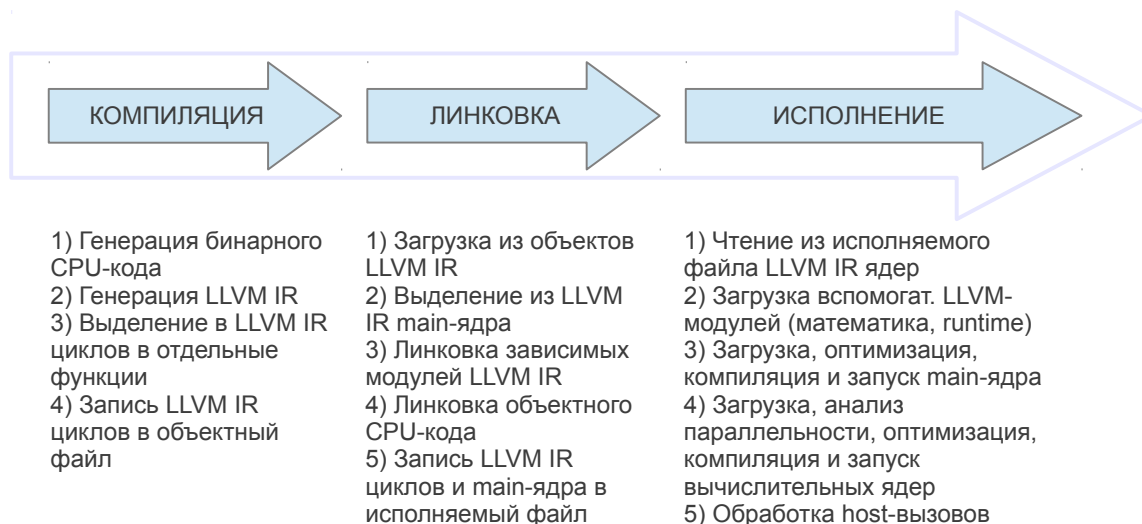 КОМПИЛЯЦИЯ
ЛИНКОВКА
ИСПОЛНЕНИЕ
1) Генерация бинарного
CPU-кода
2) Генерация LLVM IR
3) Выделение в LLVM IR
циклов в отдельные
функции
4) Запись LLVM IR
циклов в объектный
файл
1) Загрузка из объектов
LLVM IR
2) Выделение из LLVM
IR main-ядра
3) Линковка зависимых
модулей LLVM IR
4) Линковка объектного
CPU-кода
5) Запись LLVM IR
циклов и main-ядра в
исполняемый файл
1) Чтение из исполняемого
файла LLVM IR ядер
2) Загрузка вспомогат. LLVM-
модулей (математика, runtime)
3) Загрузка, оптимизация,
компиляция и запуск main-ядра
4) Загрузка, анализ
параллельности, оптимизация,
компиляция и запуск
вычислительных ядер
5) Обработка host-вызовов